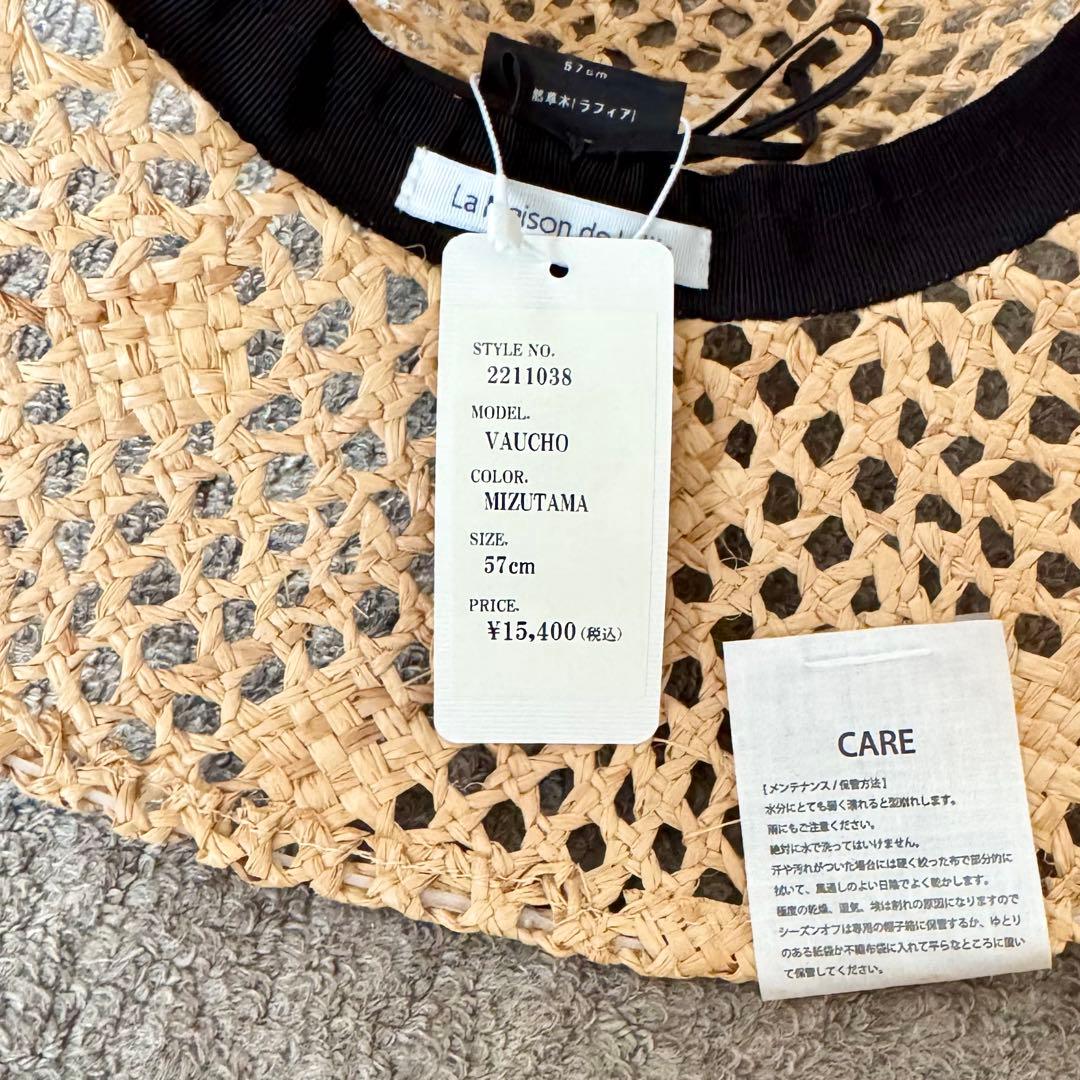 57cm
La Maison de
STYLE NO.
2211038
MODEL.
VAUCHO
COLOR.
MIZUTAMA
SIZE.
57cm
PRICE.
¥15,400(税込)
CARE
[メンテナンス/保管方法]
水分にとても弱く濡れると型崩れします。
雨にもご注意ください。
絶対に水で洗ってはいけません。
汗や汚れがついた場合には硬く絞った布で部分的に
拭いて、風通しのよい日陰でよく乾かします。
極度の乾燥、湿気、埃は割れの原因になりますので
シーズンオフは専用の帽子箱に保管するか、ゆとり
のある紙袋か不織布袋に入れて平らなところに置い
て保管してください。